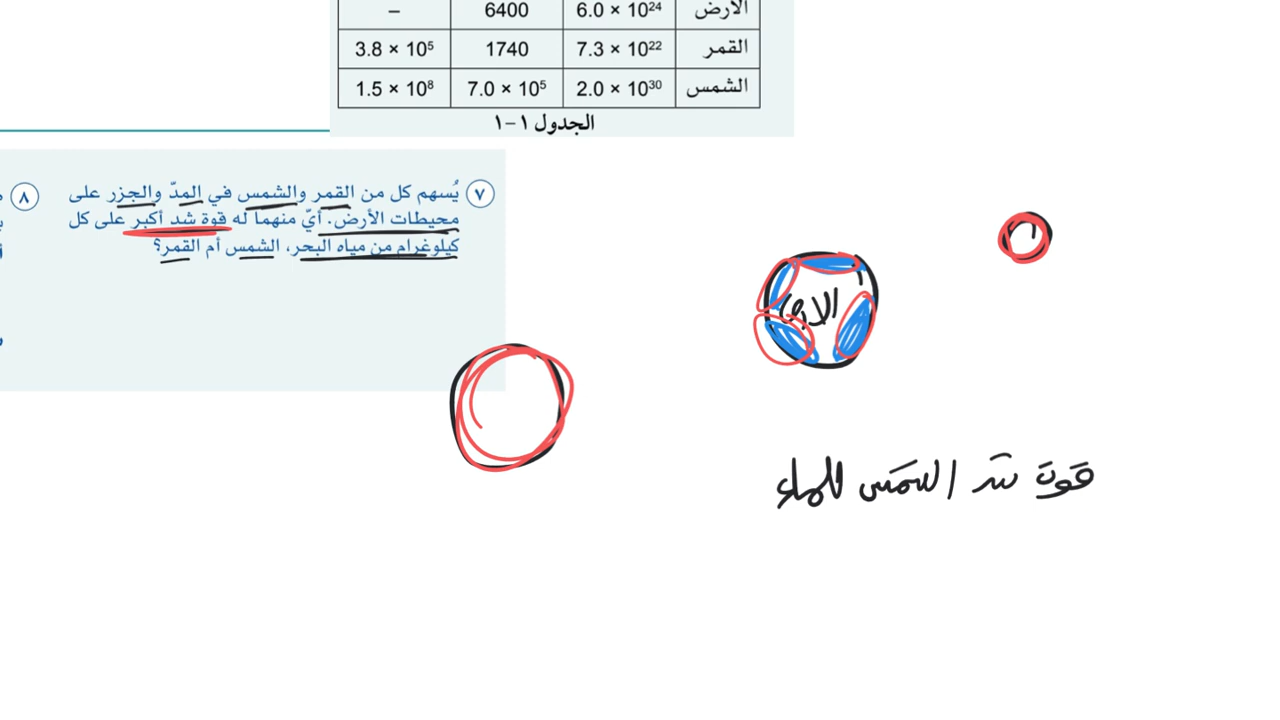 الأرض 6.0 × 10²⁴ 6400 –
القمر 7.3 × 10²² 1740 3.8 × 10⁵
الشمس 2.0 × 10³⁰ 7.0 × 10⁵ 1.5 × 10⁸
الجدول ١-١
٧ يُسهم كل من القمر والشمس في المدّ والجزر على
محيطات الأرض. أيّ منهما له قوة شد أكبر على كل
كيلوغرام من مياه البحر، الشمس أم القمر؟
٨
الارض
قوة شد الشمس للماء